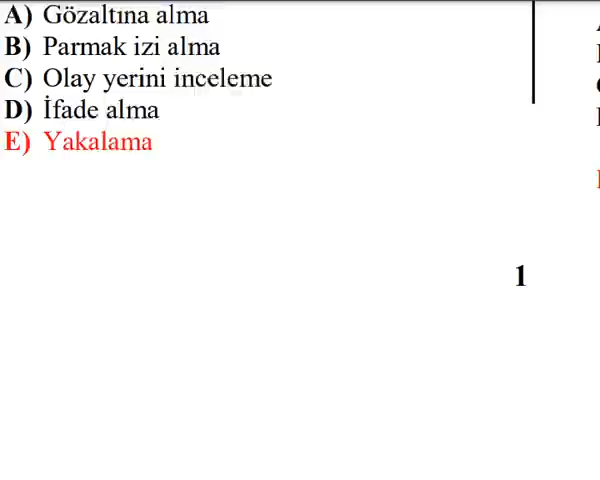 A) Gözaltına alma
B) Parmak izi alma
C) Olay yerini inceleme
D) İfade alma
E) Yakalama
1